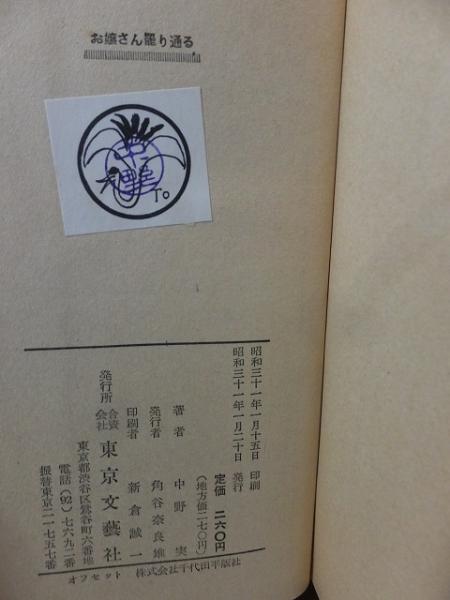 お嬢さん罷り通る
To
昭和三十一年一月十五日 印刷
昭和三十一年一月二十日 発行
定価 二六〇円
(地方価二七〇円)
著者 中野実
発行者 角谷奈良雄
印刷者 新倉誠一
発行所 合資会社 東京文藝社
東京都渋谷区鶯谷町六番地
電話(92)七六九二番
振替東京二一七五七番
オフセット 株式会社千代田平版社